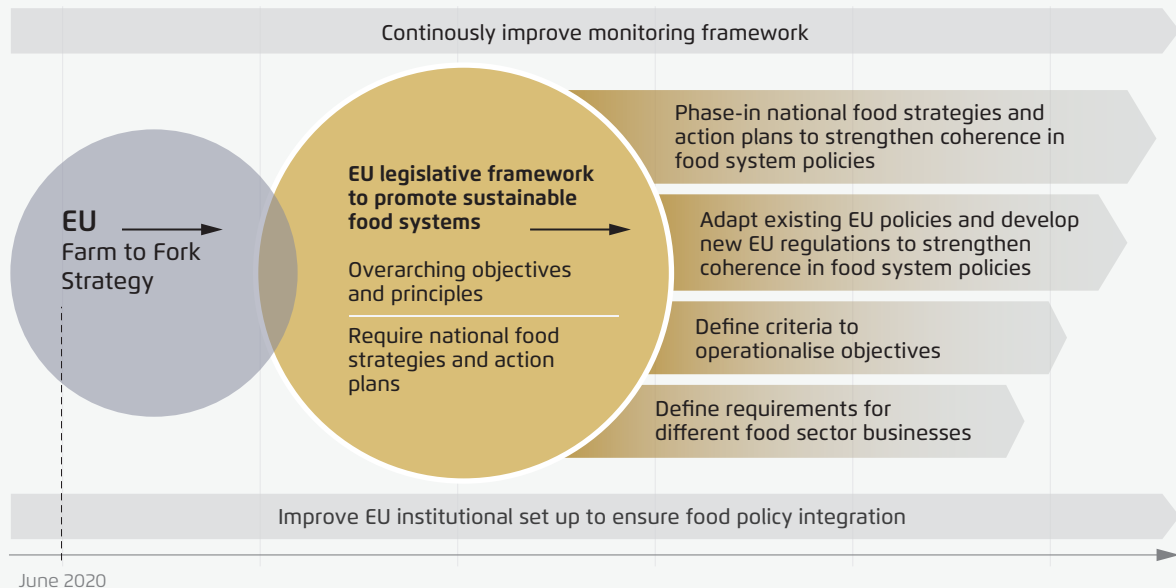 Continously improve monitoring framework
EU
Farm to Fork
Strategy
EU legislative framework
to promote sustainable
food systems
Overarching objectives
and principles
Require national food
strategies and action
plans
Phase-in national food strategies and
action plans to strengthen coherence in
food system policies
Adapt existing EU policies and develop
new EU regulations to strengthen
coherence in food system policies
Define criteria to
operationalise objectives
Define requirements for
different food sector businesses
Improve EU institutional set up to ensure food policy integration
June 2020